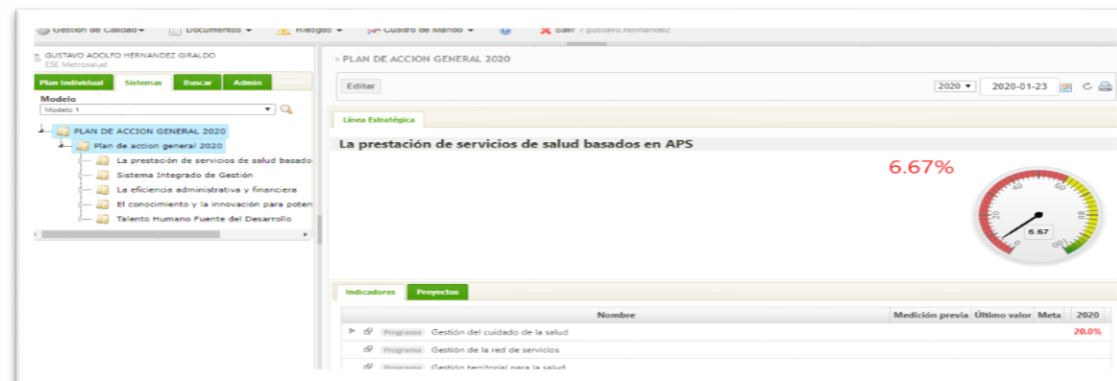 Gestión de Calidad Documentos Riesgos Cuadro de Mando Salir / gustavo.hernandez
GUSTAVO ADOLFO HERNANDEZ GIRALDO
ESE Metrosalud
Plan Individual Sistemas Buscar Admin
Modelo
Modelo 1
PLAN DE ACCION GENERAL 2020
Plan de accion general 2020
La prestación de servicios de salud basado
Sistema Integrado de Gestión
La eficiencia administrativa y financiera
El conocimiento y la innovación para poten
Talento Humano Fuente del Desarrollo
» PLAN DE ACCION GENERAL 2020
Editar 2020 2020-01-23
Línea Estratégica
La prestación de servicios de salud basados en APS
6.67%
0 20 40 60 80 100
6.67
Indicadores Proyectos
Nombre Medición previa Último valor Meta 2020
Programa Gestión del cuidado de la salud 20.0%
Programa Gestión de la red de servicios
Programa Gestión territorial para la salud